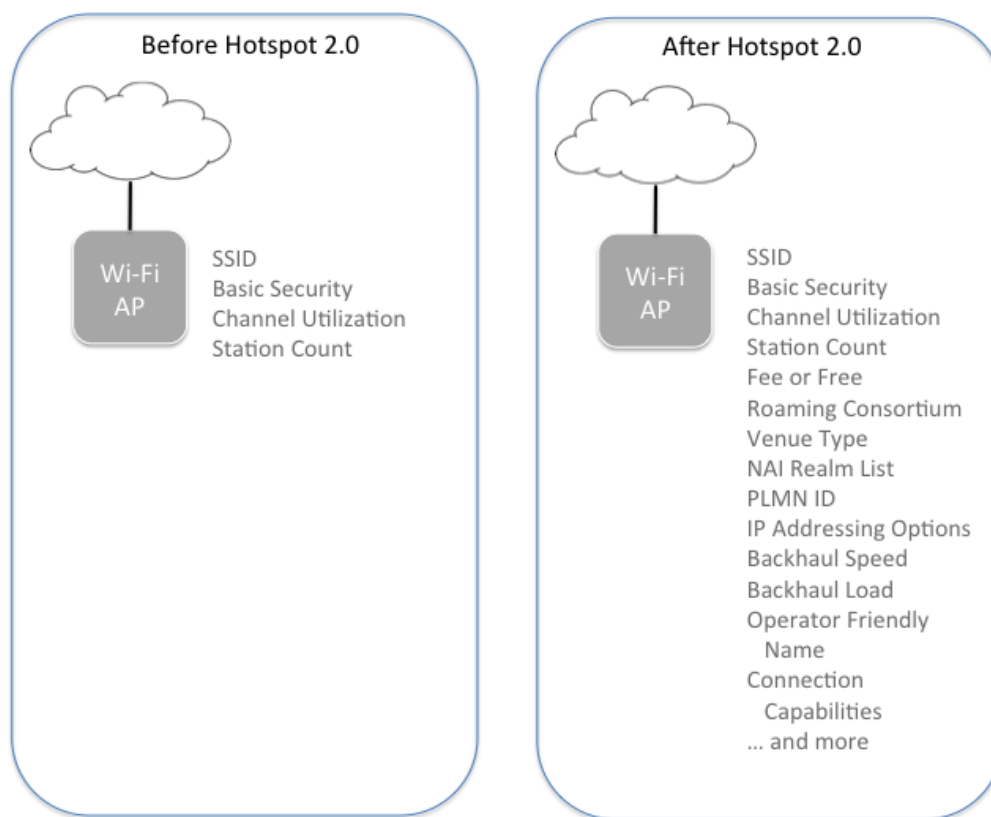 Before Hotspot 2.0
Wi-Fi
AP
SSID
Basic Security
Channel Utilization
Station Count
After Hotspot 2.0
Wi-Fi
AP
SSID
Basic Security
Channel Utilization
Station Count
Fee or Free
Roaming Consortium
Venue Type
NAI Realm List
PLMN ID
IP Addressing Options
Backhaul Speed
Backhaul Load
Operator Friendly
Name
Connection
Capabilities
... and more